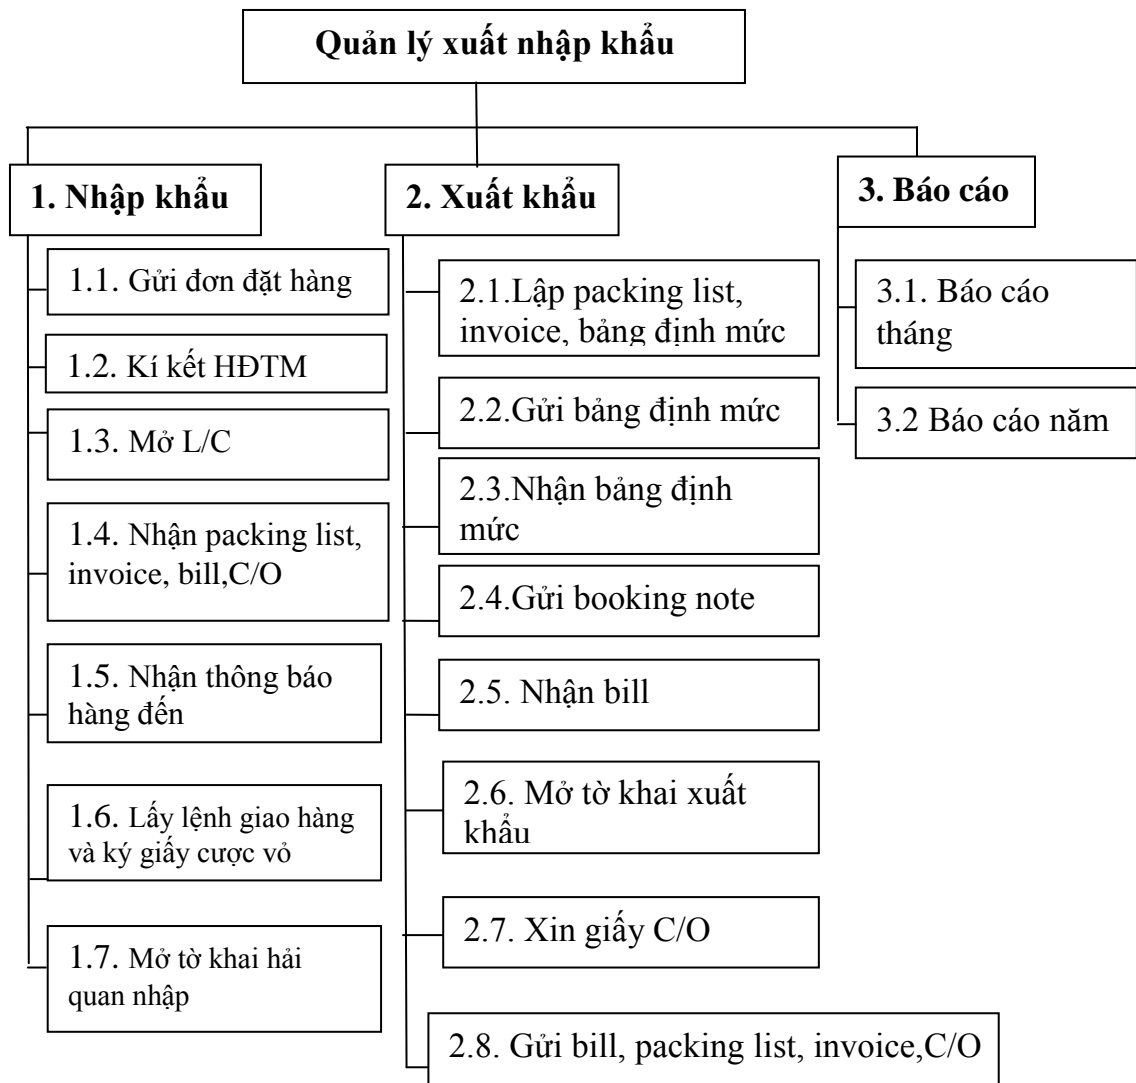 Quản lý xuất nhập khẩu
1. Nhập khẩu
1.1. Gửi đơn đặt hàng
1.2. Kí kết HĐTM
1.3. Mở L/C
1.4. Nhận packing list,
invoice, bill,C/O
1.5. Nhận thông báo
hàng đến
1.6. Lấy lệnh giao hàng
và ký giấy cược vỏ
1.7. Mở tờ khai hải
quan nhập
2. Xuất khẩu
2.1.Lập packing list,
invoice, bảng định mức
2.2.Gửi bảng định mức
2.3.Nhận bảng định
mức
2.4.Gửi booking note
2.5. Nhận bill
2.6. Mở tờ khai xuất
khẩu
2.7. Xin giấy C/O
2.8. Gửi bill, packing list, invoice,C/O
3. Báo cáo
3.1. Báo cáo
tháng
3.2 Báo cáo năm